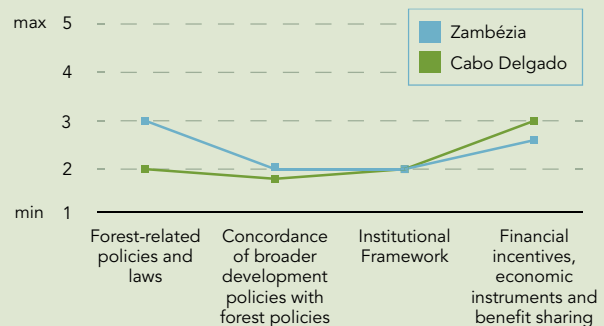 max 5
4
3
2
min 1
Zambézia
Cabo Delgado
Forest-related
policies and
laws
Concordance
of broader
development
policies with
forest policies
Institutional
Framework
Financial
incentives,
economic
instruments and
benefit sharing